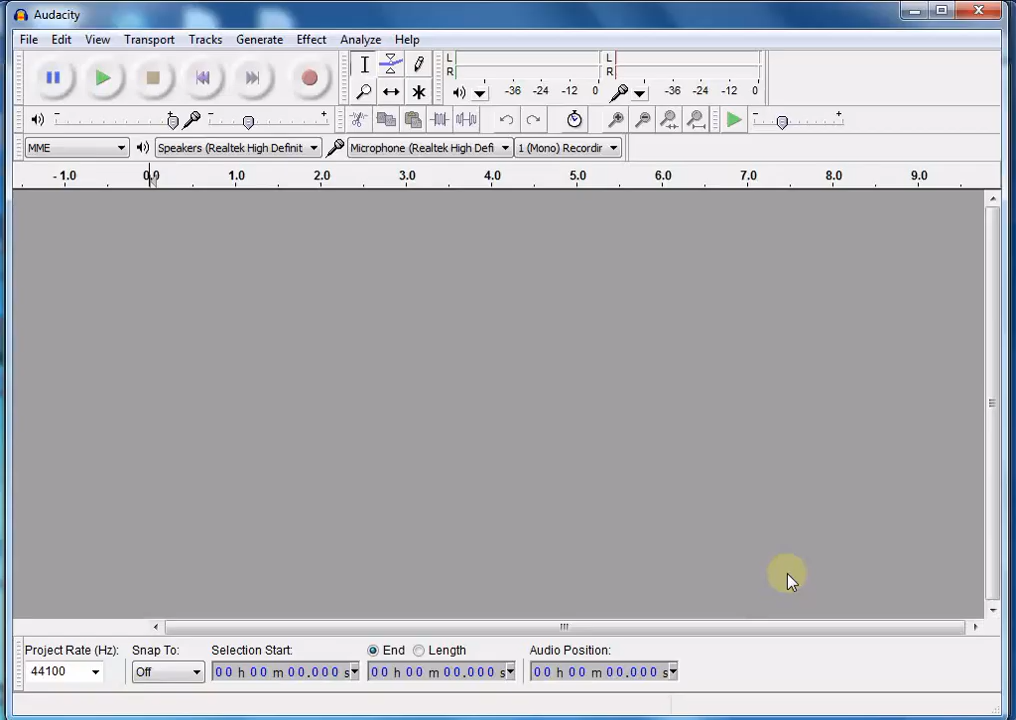 Audacity
File Edit View Transport Tracks Generate Effect Analyze Help
L R -36 -24 -12 0 L R -36 -24 -12 0
- + - + - +
MME Speakers (Realtek High Definit Microphone (Realtek High Defi 1 (Mono) Recordir
-1.0 0.0 1.0 2.0 3.0 4.0 5.0 6.0 7.0 8.0 9.0
Project Rate (Hz): Snap To: Selection Start: End Length Audio Position:
44100 Off 00 h 00 m 00.000 s 00 h 00 m 00.000 s 00 h 00 m 00.000 s